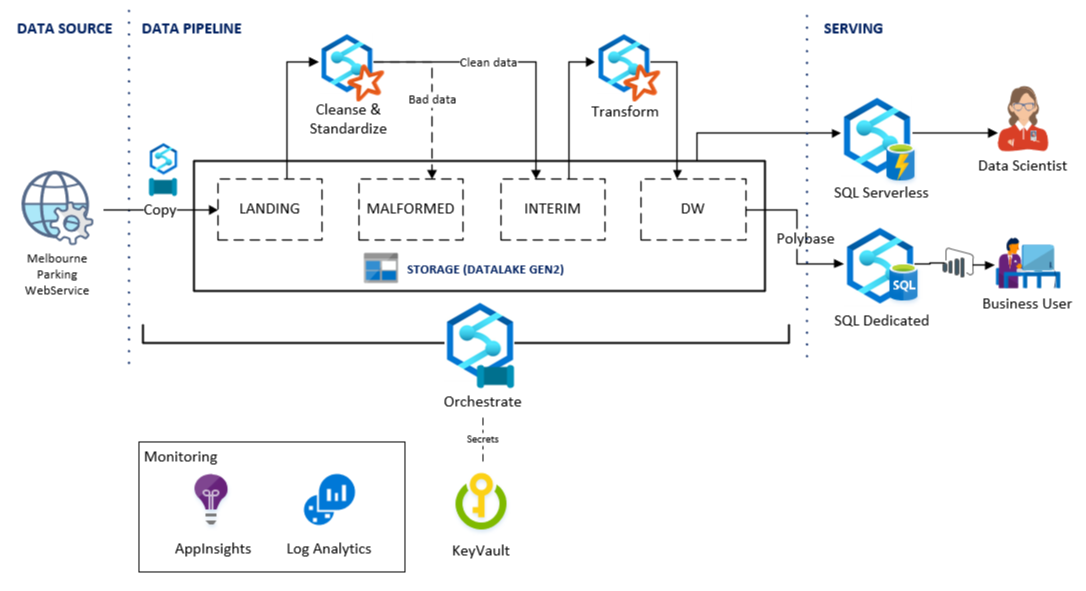 DATA SOURCE
DATA PIPELINE
SERVING
Clean data
Bad data
Cleanse &
Standardize
Transform
Data Scientist
SQL Serverless
Copy
LANDING
MALFORMED
INTERIM
DW
Polybase
Melbourne
Parking
WebService
STORAGE (DATALAKE GEN2)
SQL
SQL Dedicated
Business User
Orchestrate
Secrets
Monitoring
AppInsights
Log Analytics
KeyVault